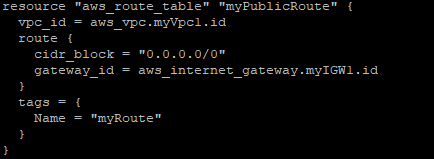 resource "aws_route_table" "myPublicRoute" {
  vpc_id = aws_vpc.myVpc1.id
  route {
    cidr_block = "0.0.0.0/0"
    gateway_id = aws_internet_gateway.myIGW1.id
  }
  tags = {
    Name = "myRoute"
  }
}